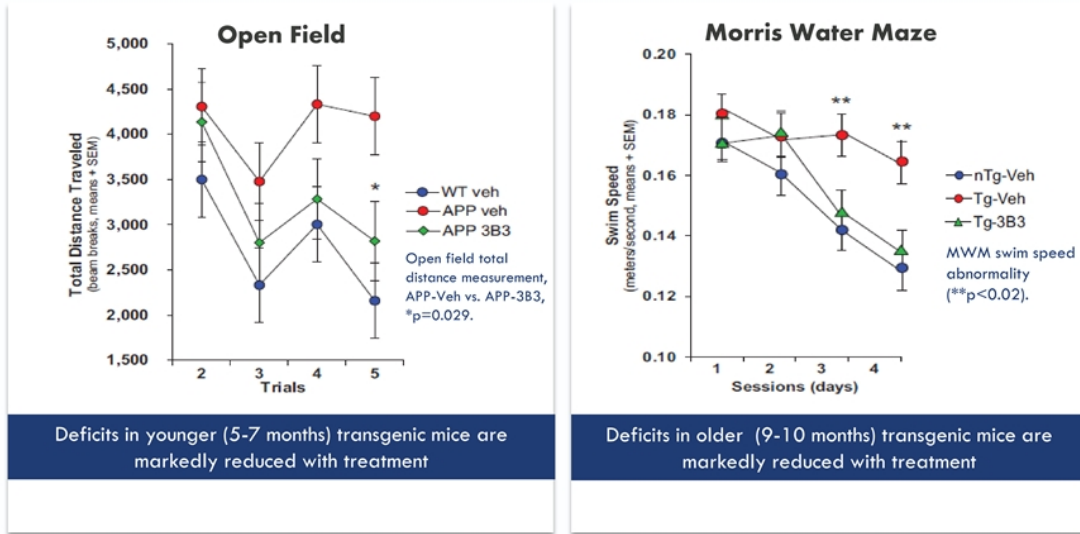 Open Field
5,000
4,500
4,000
3,500
3,000
2,500
2,000
1,500
Total Distance Traveled
(beam breaks, means + SEM)
2 3 4 5
Trials
*
WT veh
APP veh
APP 3B3
Open field total
distance measurement,
APP-Veh vs. APP-3B3,
*p=0.029.
Deficits in younger (5-7 months) transgenic mice are
markedly reduced with treatment
Morris Water Maze
0.20
0.18
0.16
0.14
0.12
0.10
Swim Speed
(meters/second, means + SEM)
1 2 3 4
Sessions (days)
**
**
nTg-Veh
Tg-Veh
Tg-3B3
MWM swim speed
abnormality
(**p<0.02).
Deficits in older (9-10 months) transgenic mice are
markedly reduced with treatment